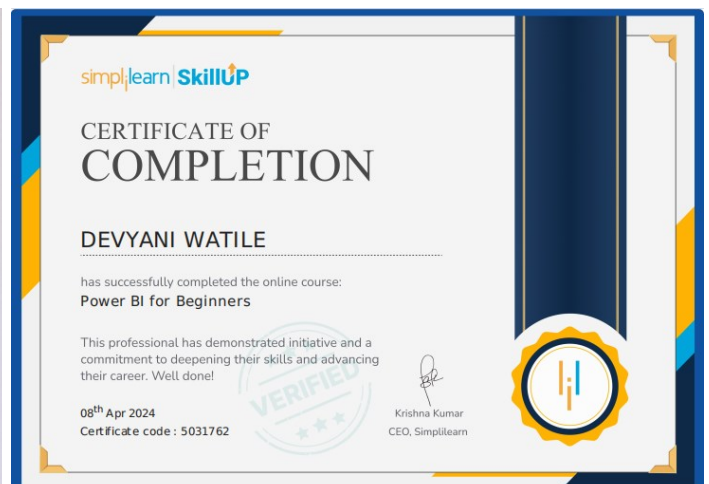 simplilearn SkillUP
CERTIFICATE OF
COMPLETION
DEVYANI WATILE
has successfully completed the online course:
Power BI for Beginners
This professional has demonstrated initiative and a
commitment to deepening their skills and advancing
their career. Well done!
VERIFIED
08th Apr 2024
Certificate code : 5031762
Krishna Kumar
CEO, Simplilearn